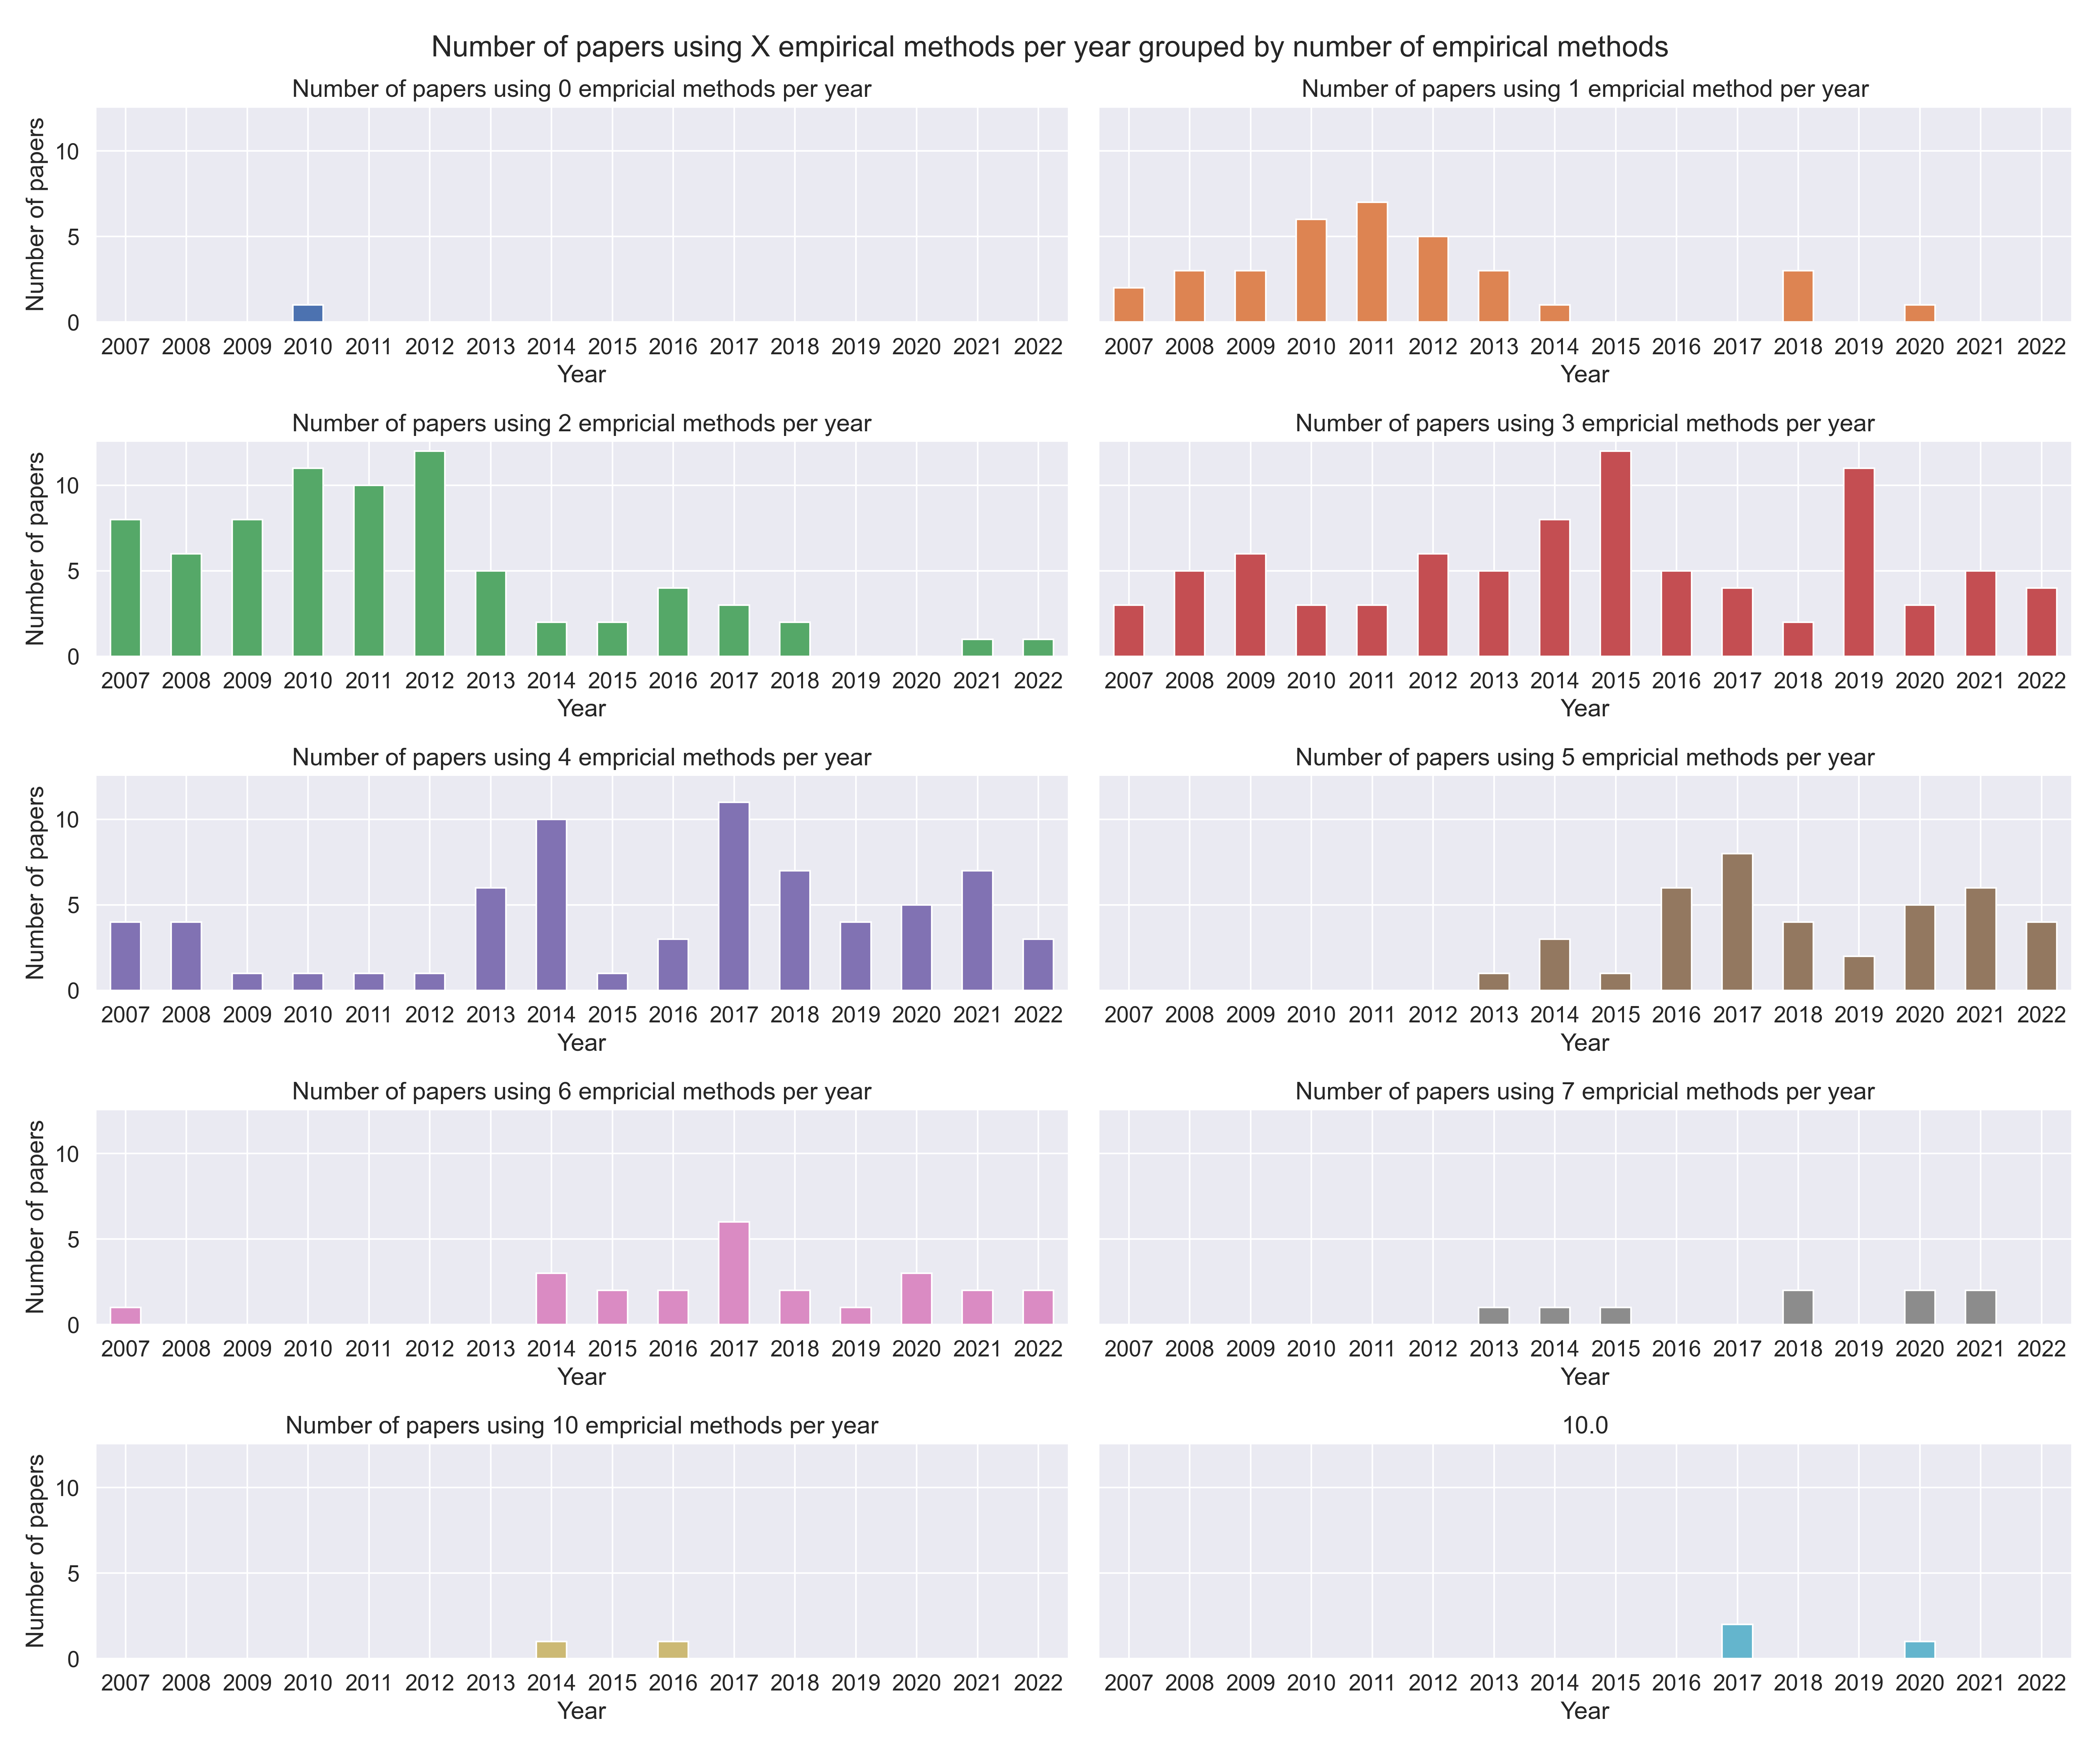 Number of papers using X empirical methods per year grouped by number of empirical methods
Number of papers using 0 empricial methods per year
Number of papers
10
5
0
2007 2008 2009 2010 2011 2012 2013 2014 2015 2016 2017 2018 2019 2020 2021 2022
Year
Number of papers using 1 empricial method per year
2007 2008 2009 2010 2011 2012 2013 2014 2015 2016 2017 2018 2019 2020 2021 2022
Year
Number of papers using 2 empricial methods per year
Number of papers
10
5
0
2007 2008 2009 2010 2011 2012 2013 2014 2015 2016 2017 2018 2019 2020 2021 2022
Year
Number of papers using 3 empricial methods per year
2007 2008 2009 2010 2011 2012 2013 2014 2015 2016 2017 2018 2019 2020 2021 2022
Year
Number of papers using 4 empricial methods per year
Number of papers
10
5
0
2007 2008 2009 2010 2011 2012 2013 2014 2015 2016 2017 2018 2019 2020 2021 2022
Year
Number of papers using 5 empricial methods per year
2007 2008 2009 2010 2011 2012 2013 2014 2015 2016 2017 2018 2019 2020 2021 2022
Year
Number of papers using 6 empricial methods per year
Number of papers
10
5
0
2007 2008 2009 2010 2011 2012 2013 2014 2015 2016 2017 2018 2019 2020 2021 2022
Year
Number of papers using 7 empricial methods per year
2007 2008 2009 2010 2011 2012 2013 2014 2015 2016 2017 2018 2019 2020 2021 2022
Year
Number of papers using 10 empricial methods per year
Number of papers
10
5
0
2007 2008 2009 2010 2011 2012 2013 2014 2015 2016 2017 2018 2019 2020 2021 2022
Year
10.0
2007 2008 2009 2010 2011 2012 2013 2014 2015 2016 2017 2018 2019 2020 2021 2022
Year